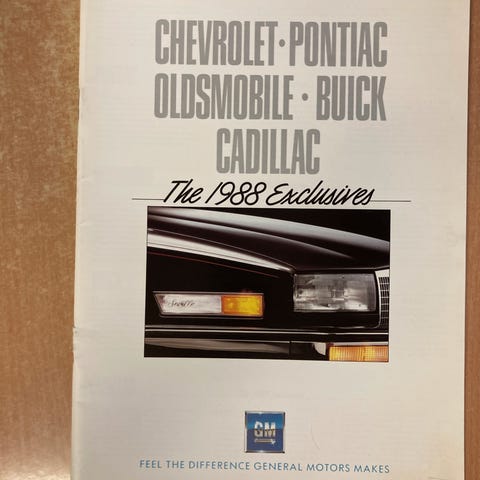 CHEVROLET · PONTIAC
OLDSMOBILE · BUICK
CADILLAC
The 1988 Exclusives
GM
FEEL THE DIFFERENCE GENERAL MOTORS MAKES